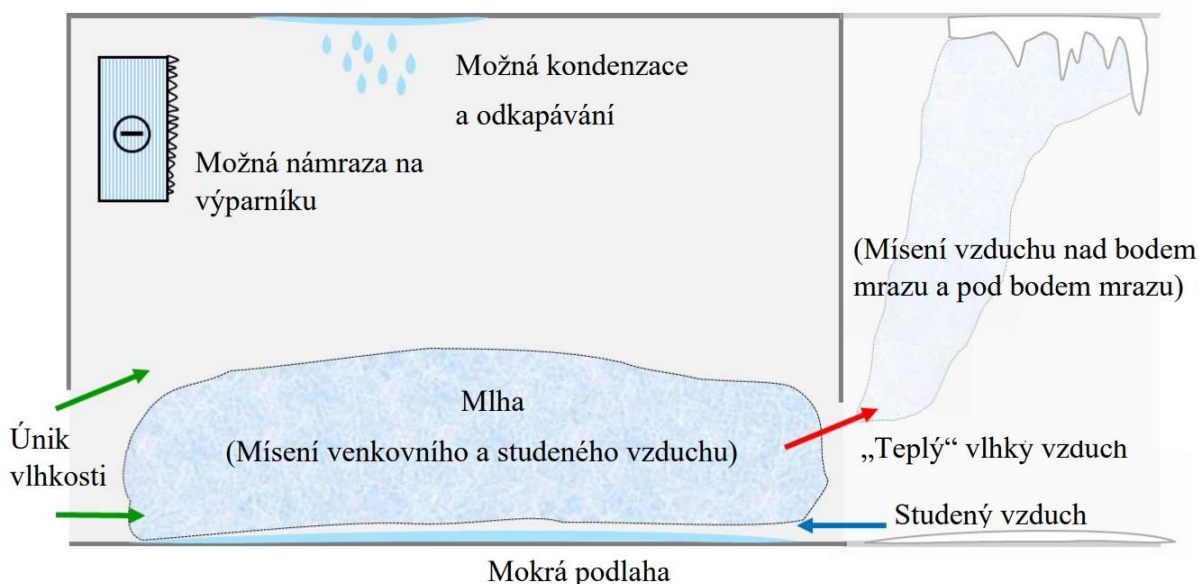 Možná kondenzace
a odkapávání
Možná námraza na
výparníku
(Mísení vzduchu nad bodem
mrazu a pod bodem mrazu)
Mlha
(Mísení venkovního a studeného vzduchu)
Únik
vlhkosti
„Teplý“ vlhký vzduch
Studený vzduch
Mokrá podlaha